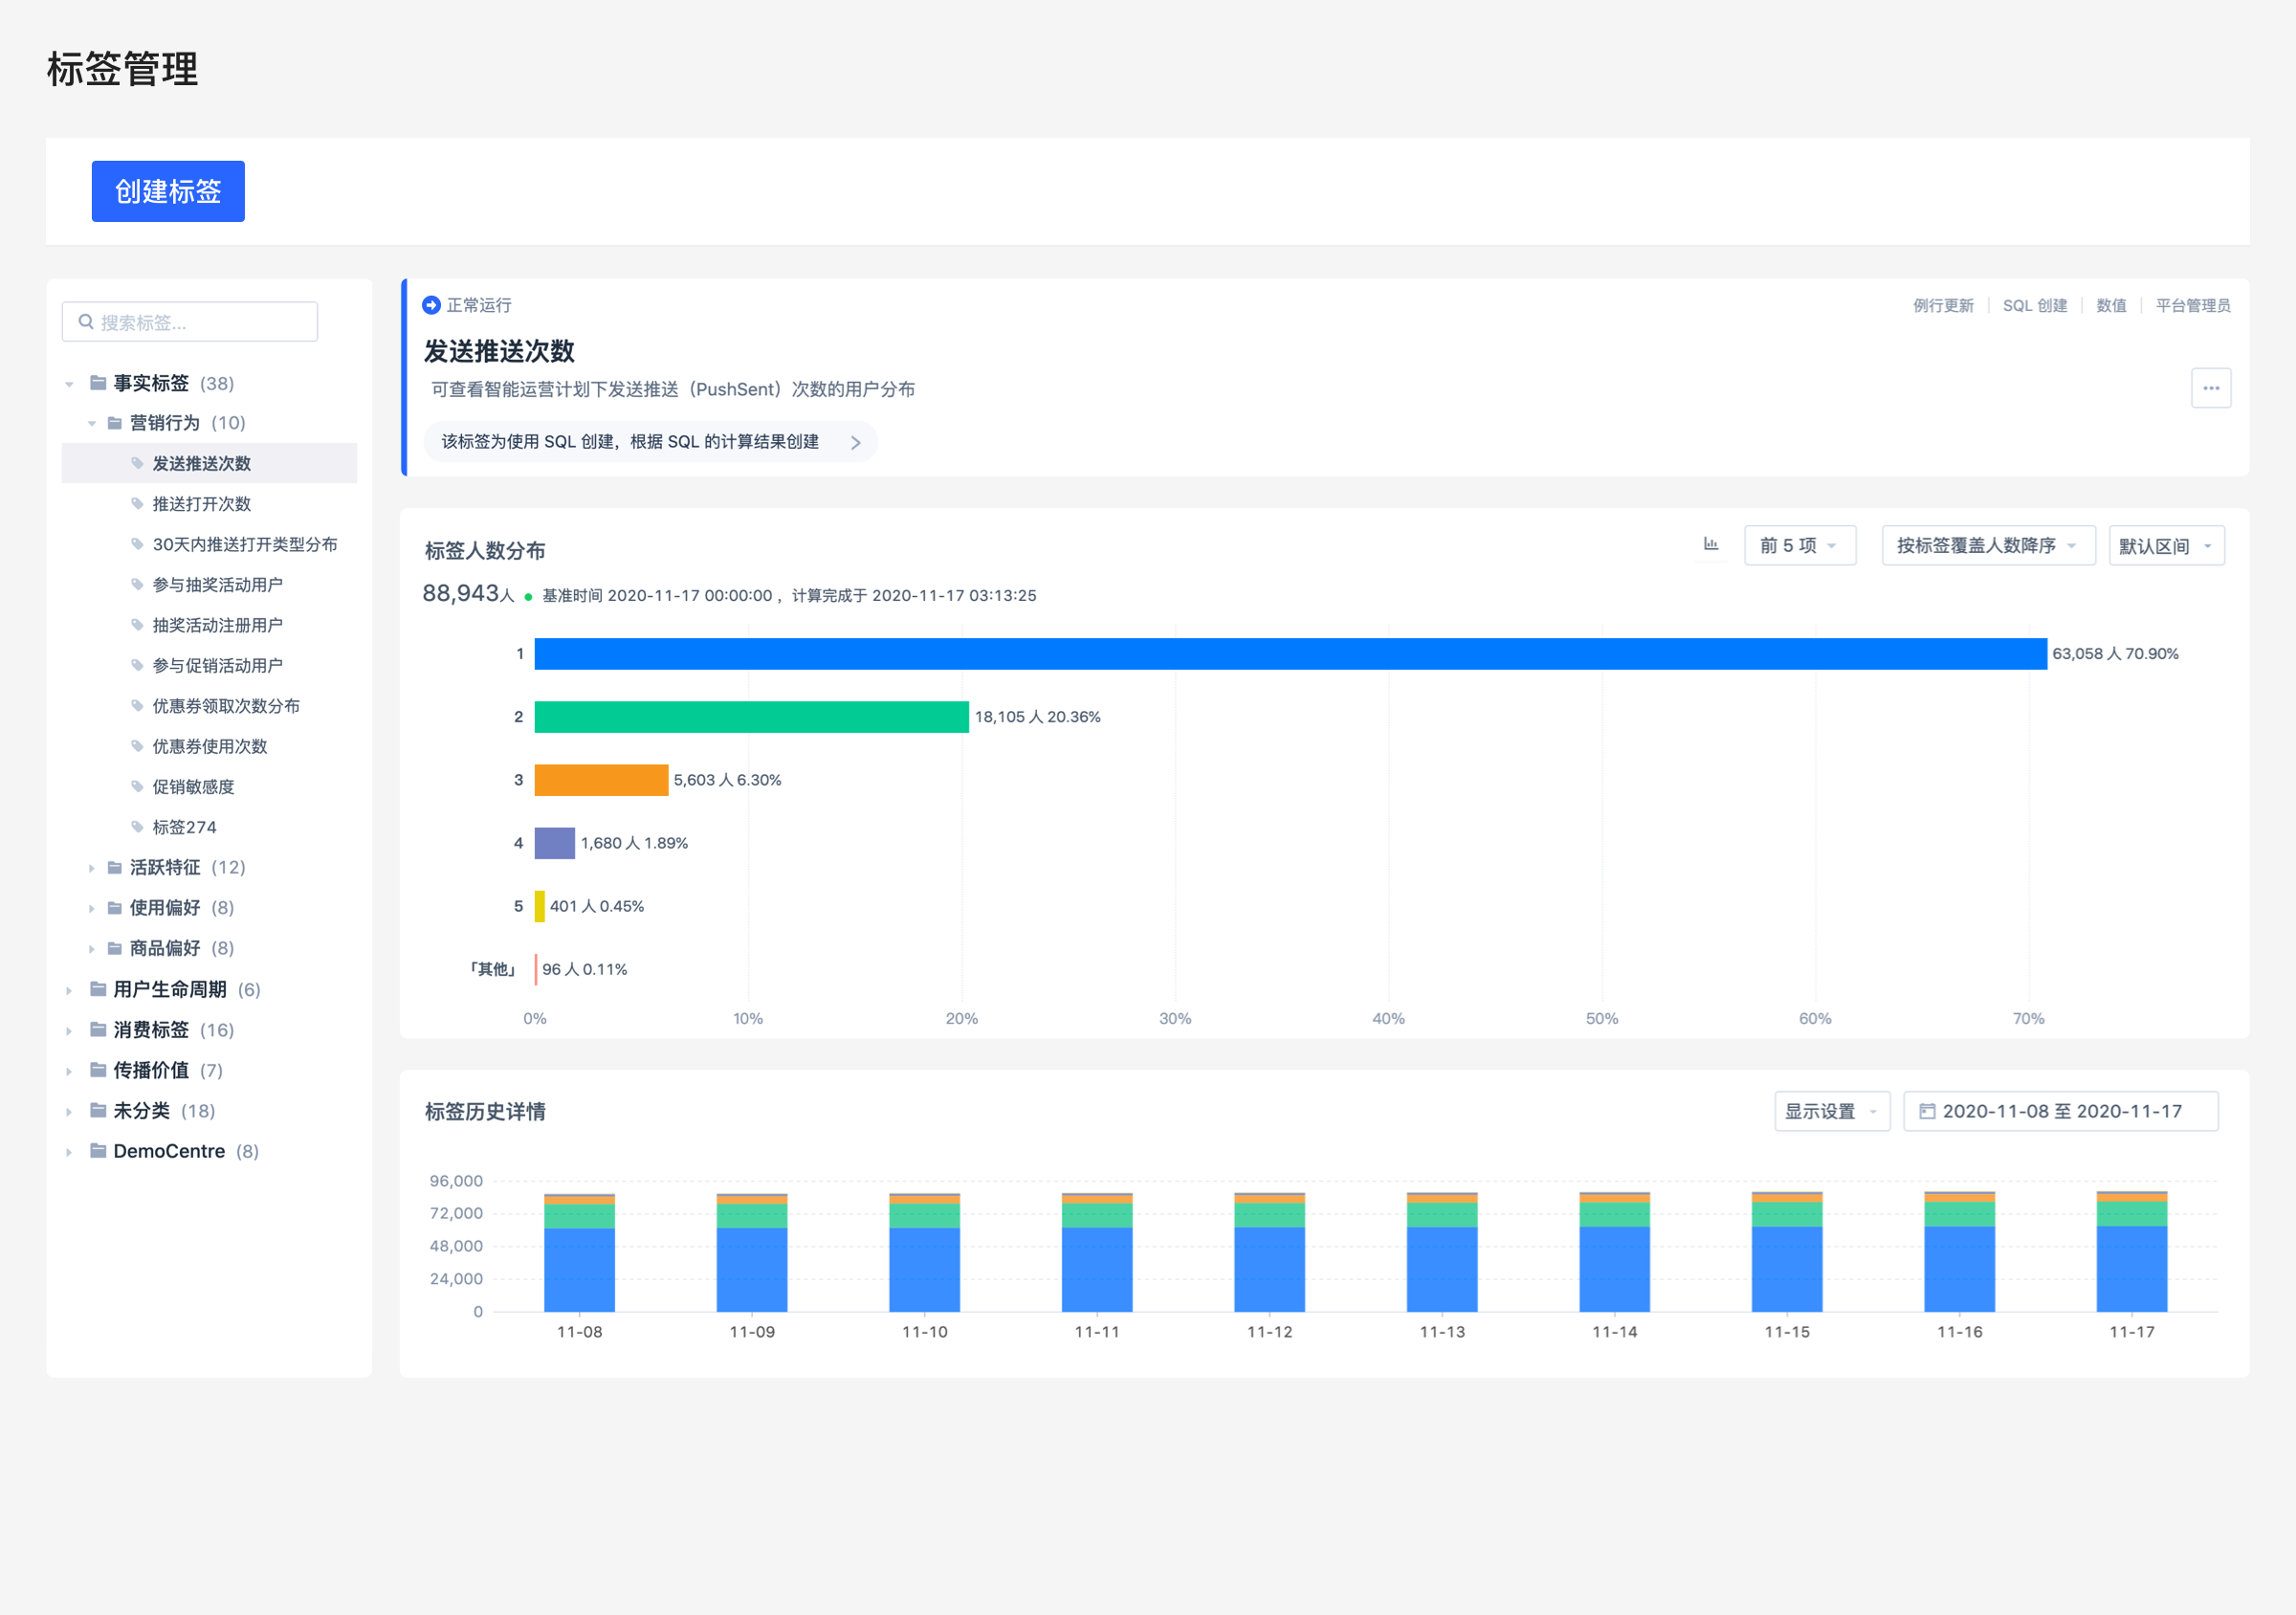 标签管理
创建标签
搜索标签...
事实标签 (38)
营销行为 (10)
发送推送次数
推送打开次数
30天内推送打开类型分布
参与抽奖活动用户
抽奖活动注册用户
参与促销活动用户
优惠券领取次数分布
优惠券使用次数
促销敏感度
标签274
活跃特征 (12)
使用偏好 (8)
商品偏好 (8)
用户生命周期 (6)
消费标签 (16)
传播价值 (7)
未分类 (18)
DemoCentre (8)
正常运行
例行更新 SQL 创建 数值 平台管理员
发送推送次数
可查看智能运营计划下发送推送（PushSent）次数的用户分布
该标签为使用 SQL 创建，根据 SQL 的计算结果创建
标签人数分布
前 5 项 按标签覆盖人数降序 默认区间
88,943人 基准时间 2020-11-17 00:00:00 ，计算完成于 2020-11-17 03:13:25
1 63,058 人 70.90%
2 18,105 人 20.36%
3 5,603 人 6.30%
4 1,680 人 1.89%
5 401 人 0.45%
「其他」 96 人 0.11%
0% 10% 20% 30% 40% 50% 60% 70%
标签历史详情
显示设置 2020-11-08 至 2020-11-17
96,000
72,000
48,000
24,000
0
11-08 11-09 11-10 11-11 11-12 11-13 11-14 11-15 11-16 11-17